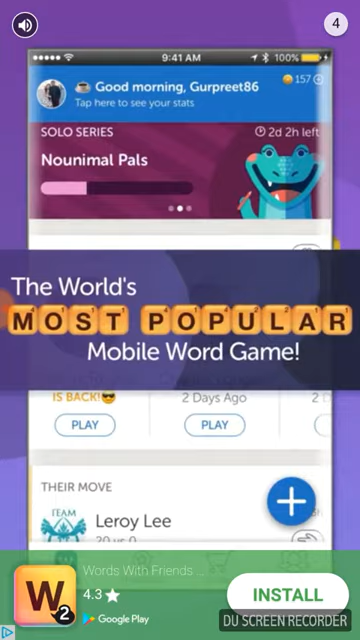 4
9:41 AM
100%
Good morning, Gurpreet86
157
Tap here to see your stats
SOLO SERIES
2d 2h left
Nounimal Pals
The World's
MOST POPULAR
Mobile Word Game!
IS BACK!
2 Days Ago
PLAY
PLAY
THEIR MOVE
TEAM
Leroy Lee
W
2
Words With Friends ...
4.3
Google Play
INSTALL
DU SCREEN RECORDER